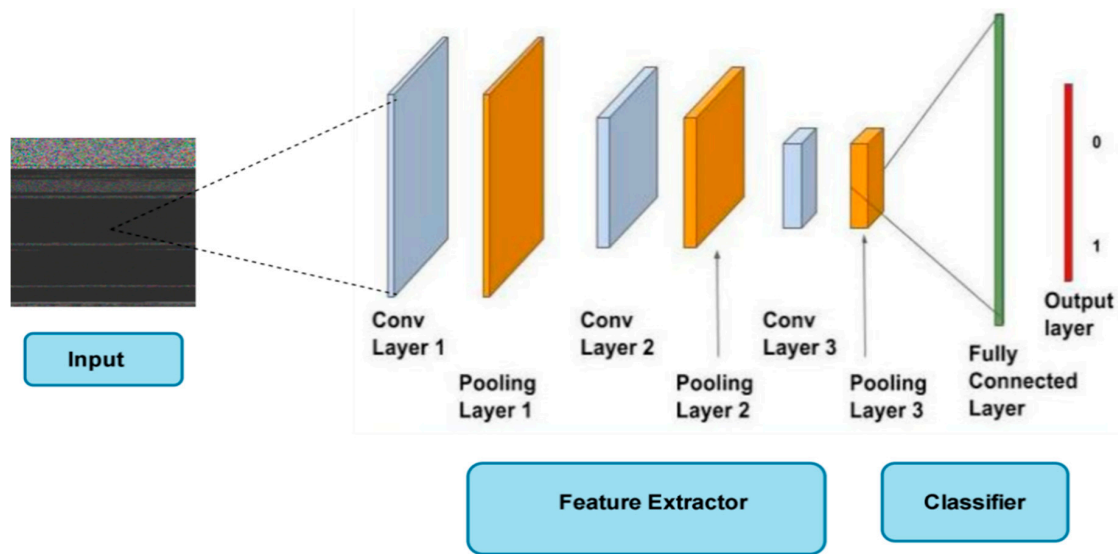 Input
Conv
Layer 1
Pooling
Layer 1
Conv
Layer 2
Pooling
Layer 2
Conv
Layer 3
Pooling
Layer 3
Fully
Connected
Layer
0
1
Output
layer
Feature Extractor
Classifier